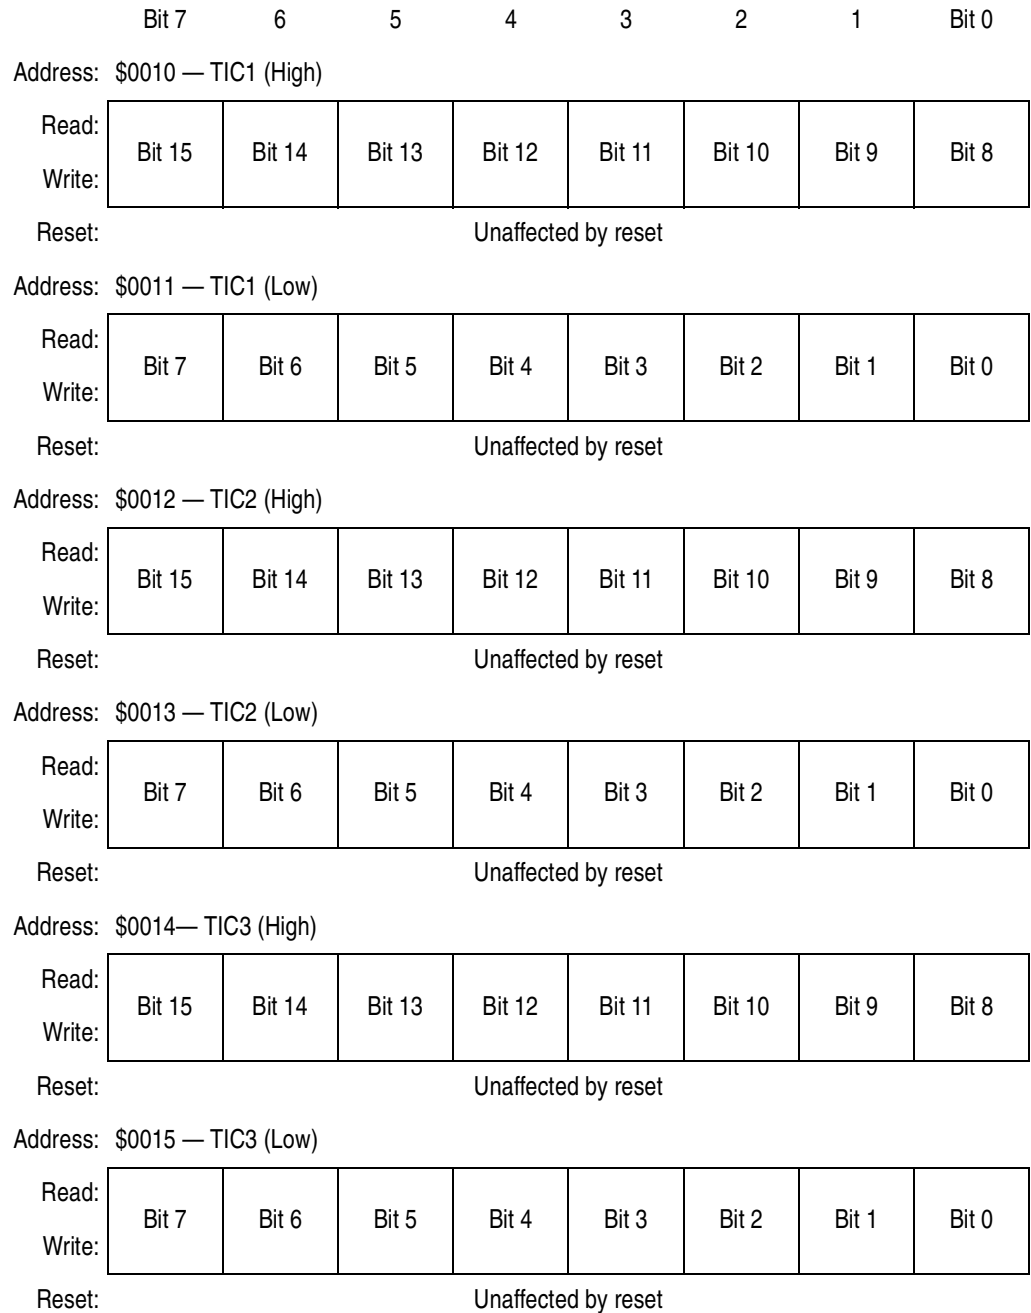 Bit 7 6 5 4 3 2 1 Bit 0
Address: $0010 — TIC1 (High)
Read:
Bit 15 Bit 14 Bit 13 Bit 12 Bit 11 Bit 10 Bit 9 Bit 8
Write:
Reset: Unaffected by reset
Address: $0011 — TIC1 (Low)
Read:
Bit 7 Bit 6 Bit 5 Bit 4 Bit 3 Bit 2 Bit 1 Bit 0
Write:
Reset: Unaffected by reset
Address: $0012 — TIC2 (High)
Read:
Bit 15 Bit 14 Bit 13 Bit 12 Bit 11 Bit 10 Bit 9 Bit 8
Write:
Reset: Unaffected by reset
Address: $0013 — TIC2 (Low)
Read:
Bit 7 Bit 6 Bit 5 Bit 4 Bit 3 Bit 2 Bit 1 Bit 0
Write:
Reset: Unaffected by reset
Address: $0014— TIC3 (High)
Read:
Bit 15 Bit 14 Bit 13 Bit 12 Bit 11 Bit 10 Bit 9 Bit 8
Write:
Reset: Unaffected by reset
Address: $0015 — TIC3 (Low)
Read:
Bit 7 Bit 6 Bit 5 Bit 4 Bit 3 Bit 2 Bit 1 Bit 0
Write:
Reset: Unaffected by reset